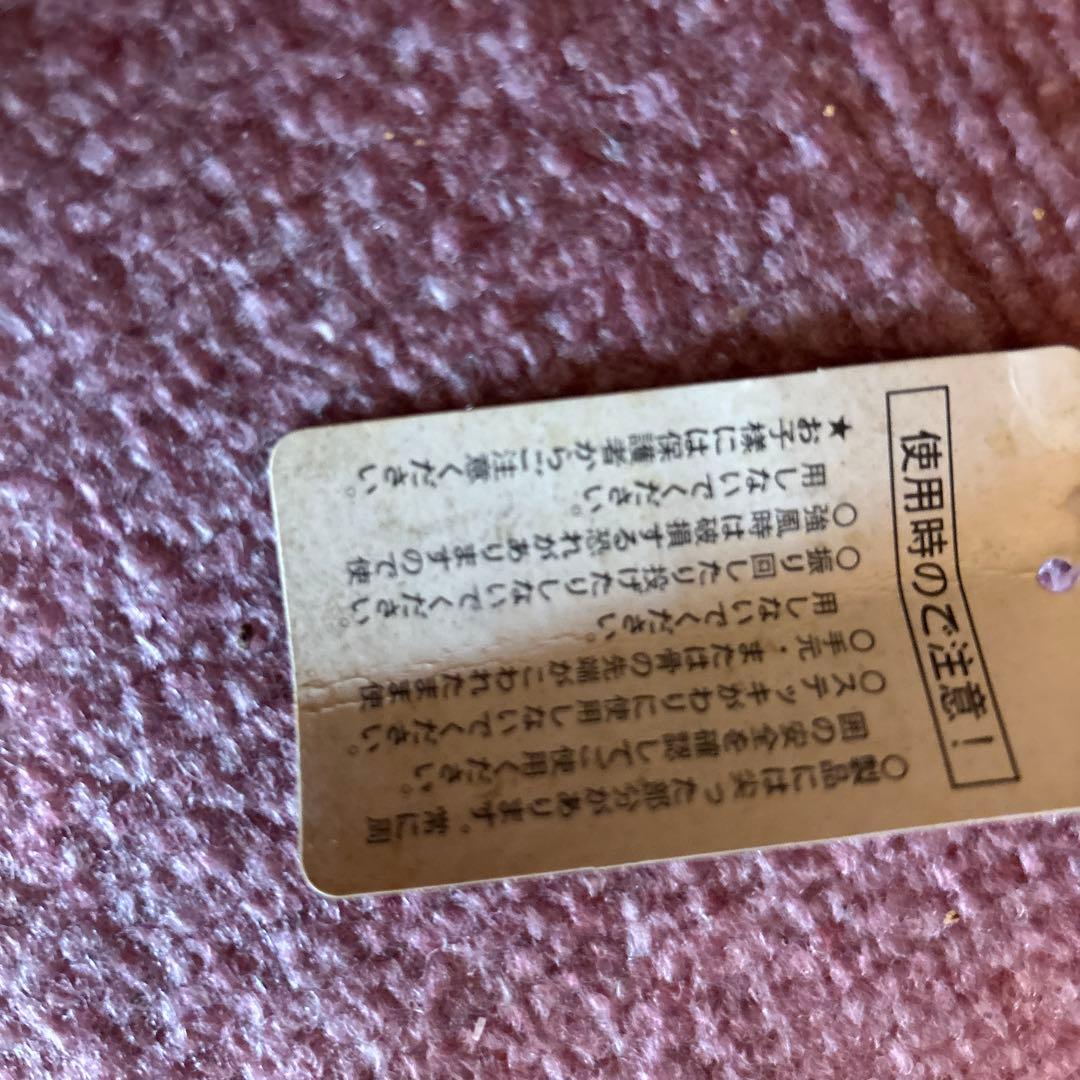 使用時のご注意!
○製品には尖った部分があります。常に周
囲の安全を確認してご使用ください。
○ステッキがわりに使用しないでください。
○手元・または骨の先端がこわれたまま使
用しないでください。
○振り回したり投げたりしないでください。
○強風時は破損する恐れがありますので使
用しないでください。
★お子様には保護者からご注意ください。